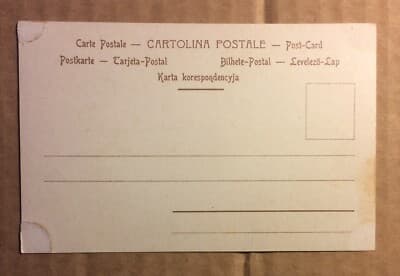 Carte Postale — CARTOLINA POSTALE — Post-Card
Postkarte — Tarjeta-Postal Bilhete-Postal — Levelező-Lap
Karta korespondencyja